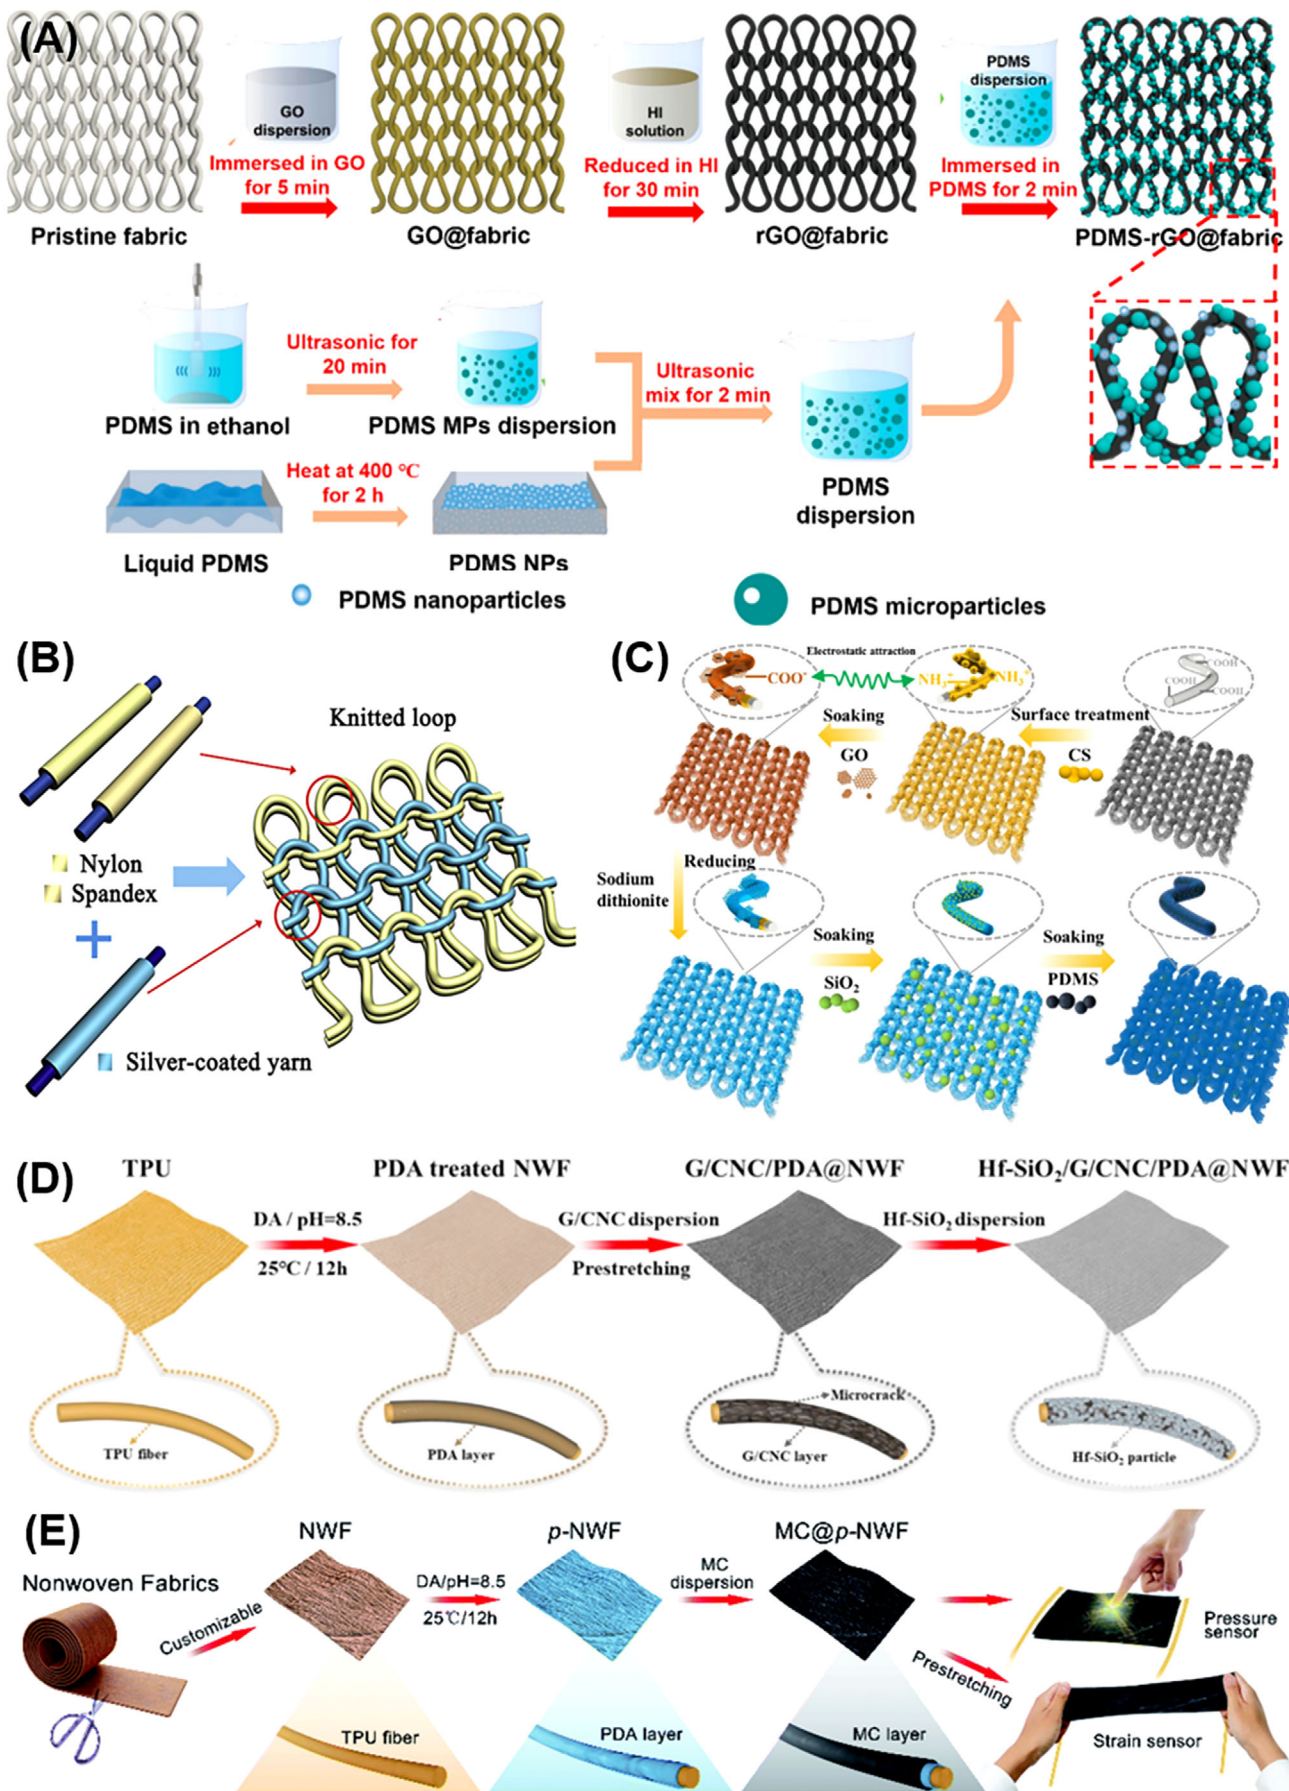 (A)
GO
dispersion
Immersed in GO
for 5 min
HI
solution
Reduced in HI
for 30 min
PDMS
dispersion
Immersed in
PDMS for 2 min
Pristine fabric
GO@fabric
rGO@fabric
PDMS-rGO@fabric
PDMS in ethanol
Ultrasonic for
20 min
PDMS MPs dispersion
Ultrasonic
mix for 2 min
Heat at 400 °C
for 2 h
Liquid PDMS
PDMS NPs
PDMS
dispersion
PDMS nanoparticles
PDMS microparticles
(B)
Knitted loop
Nylon
Spandex
+
Silver-coated yarn
(C)
Electrostatic attraction
COO⁻
NH₃⁺
NH₃⁺
COOH
COOH
COOH
Soaking
GO
Surface treatment
CS
Reducing
Sodium
dithionite
Soaking
SiO₂
Soaking
PDMS
(D)
TPU
PDA treated NWF
G/CNC/PDA@NWF
Hf-SiO₂/G/CNC/PDA@NWF
DA / pH=8.5
25°C / 12h
G/CNC dispersion
Prestretching
Hf-SiO₂ dispersion
TPU fiber
PDA layer
Microcrack
G/CNC layer
Hf-SiO₂ particle
(E)
Nonwoven Fabrics
Customizable
NWF
DA/pH=8.5
25℃/12h
p-NWF
MC
dispersion
MC@p-NWF
Prestretching
Pressure
sensor
Strain sensor
TPU fiber
PDA layer
MC layer